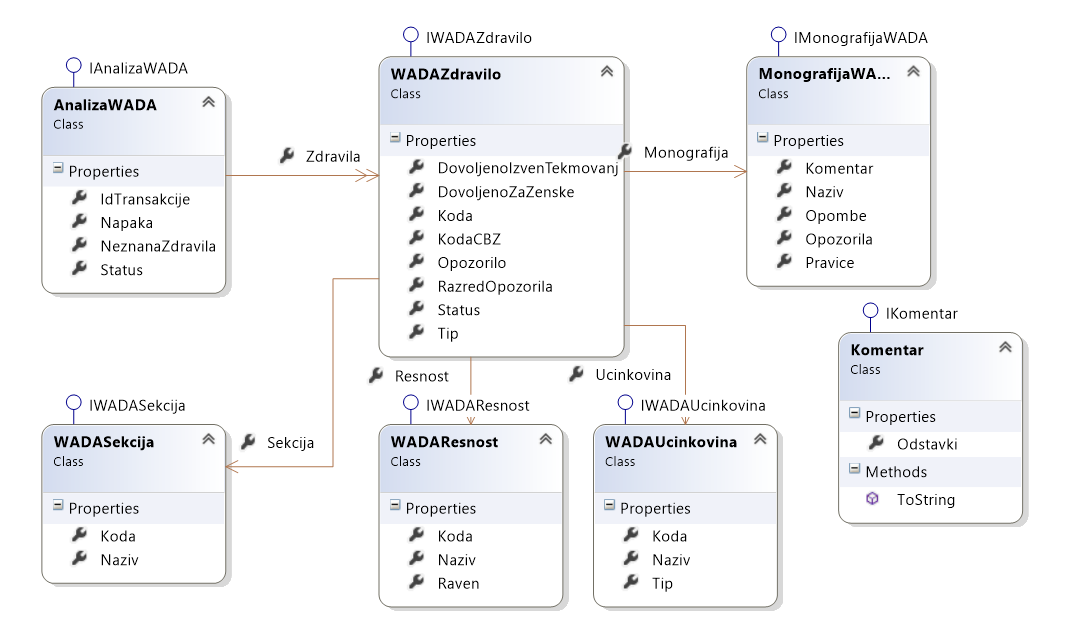 IAnalizaWADA
AnalizaWADA
Class
Properties
IdTransakcije
Napaka
NeznanaZdravila
Status
Zdravila
IWADAZdravilo
WADAZdravilo
Class
Properties
DovoljenoIzvenTekmovanj
DovoljenoZaZenske
Koda
KodaCBZ
Opozorilo
RazredOpozorila
Status
Tip
Monografija
IMonografijaWADA
MonografijaWA...
Class
Properties
Komentar
Naziv
Opombe
Opozorila
Pravice
IKomentar
Komentar
Class
Properties
Odstavki
Methods
ToString
IWADASekcija
WADASekcija
Class
Properties
Koda
Naziv
Sekcija
Resnost
IWADAResnost
WADAResnost
Class
Properties
Koda
Naziv
Raven
Ucinkovina
IWADAUcinkovina
WADAUcinkovina
Class
Properties
Koda
Naziv
Tip